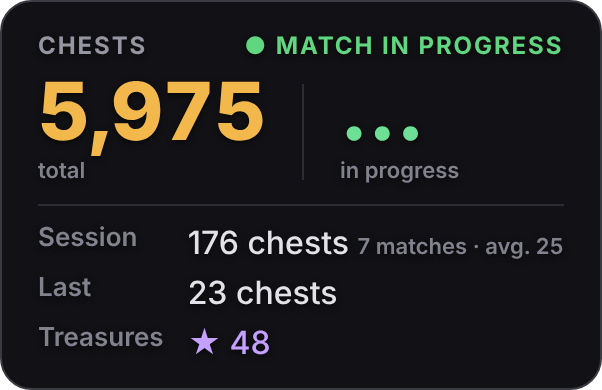 CHESTS ● MATCH IN PROGRESS
5,975 •••
total in progress
Session 176 chests 7 matches · avg. 25
Last 23 chests
Treasures ★ 48